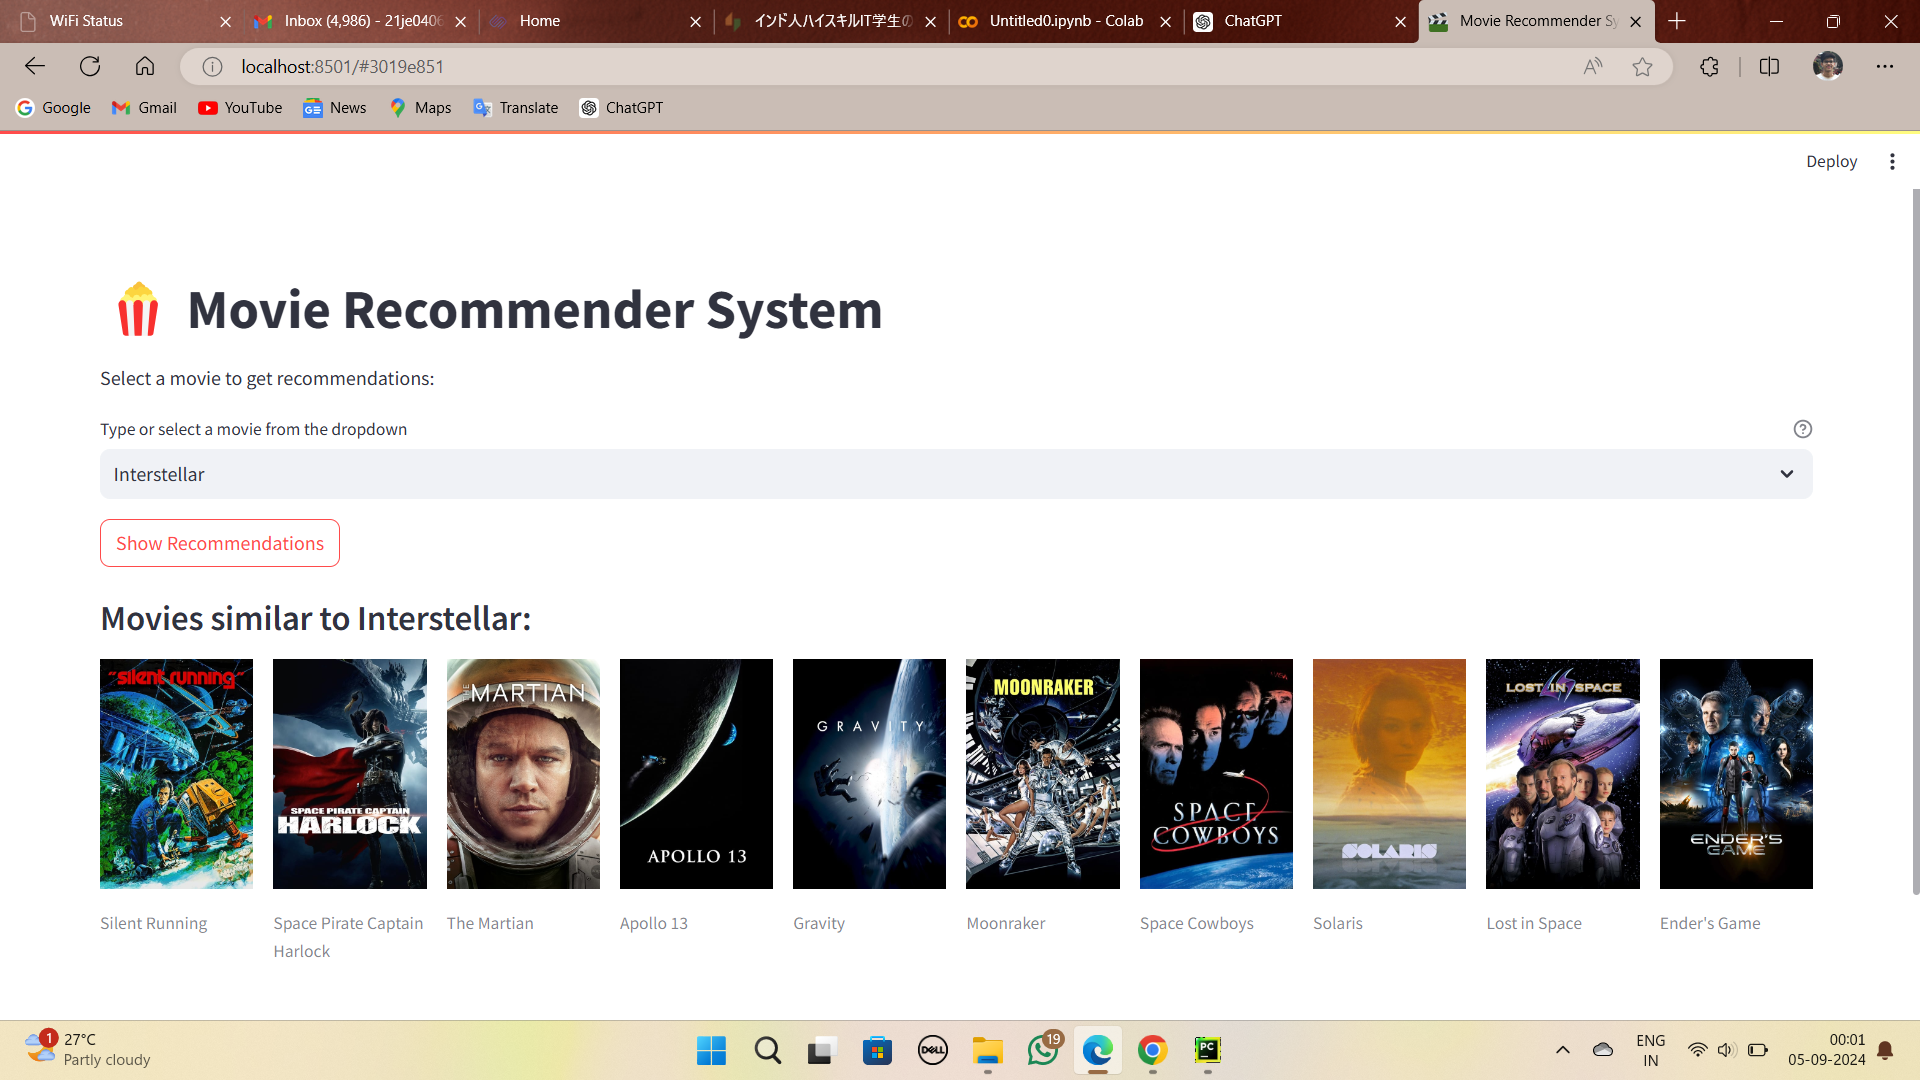 WiFi Status
Inbox (4,986) - 21je0406
Home
インド人ハイスキルIT学生の
Untitled0.ipynb - Colab
ChatGPT
Movie Recommender Sy
localhost:8501/#3019e851
Google
Gmail
YouTube
News
Maps
Translate
ChatGPT
Deploy
Movie Recommender System
Select a movie to get recommendations:
Type or select a movie from the dropdown
Interstellar
Show Recommendations
Movies similar to Interstellar:
"silent running"
SPACE PIRATE CAPTAIN
HARLOCK
THE MARTIAN
APOLLO 13
GRAVITY
MOONRAKER
SPACE
COWBOYS
SOLARIS
LOST IN SPACE
ENDER'S
GAME
Silent Running
Space Pirate Captain
Harlock
The Martian
Apollo 13
Gravity
Moonraker
Space Cowboys
Solaris
Lost in Space
Ender's Game
1
27°C
Partly cloudy
DELL
19
PC
ENG
IN
00:01
05-09-2024